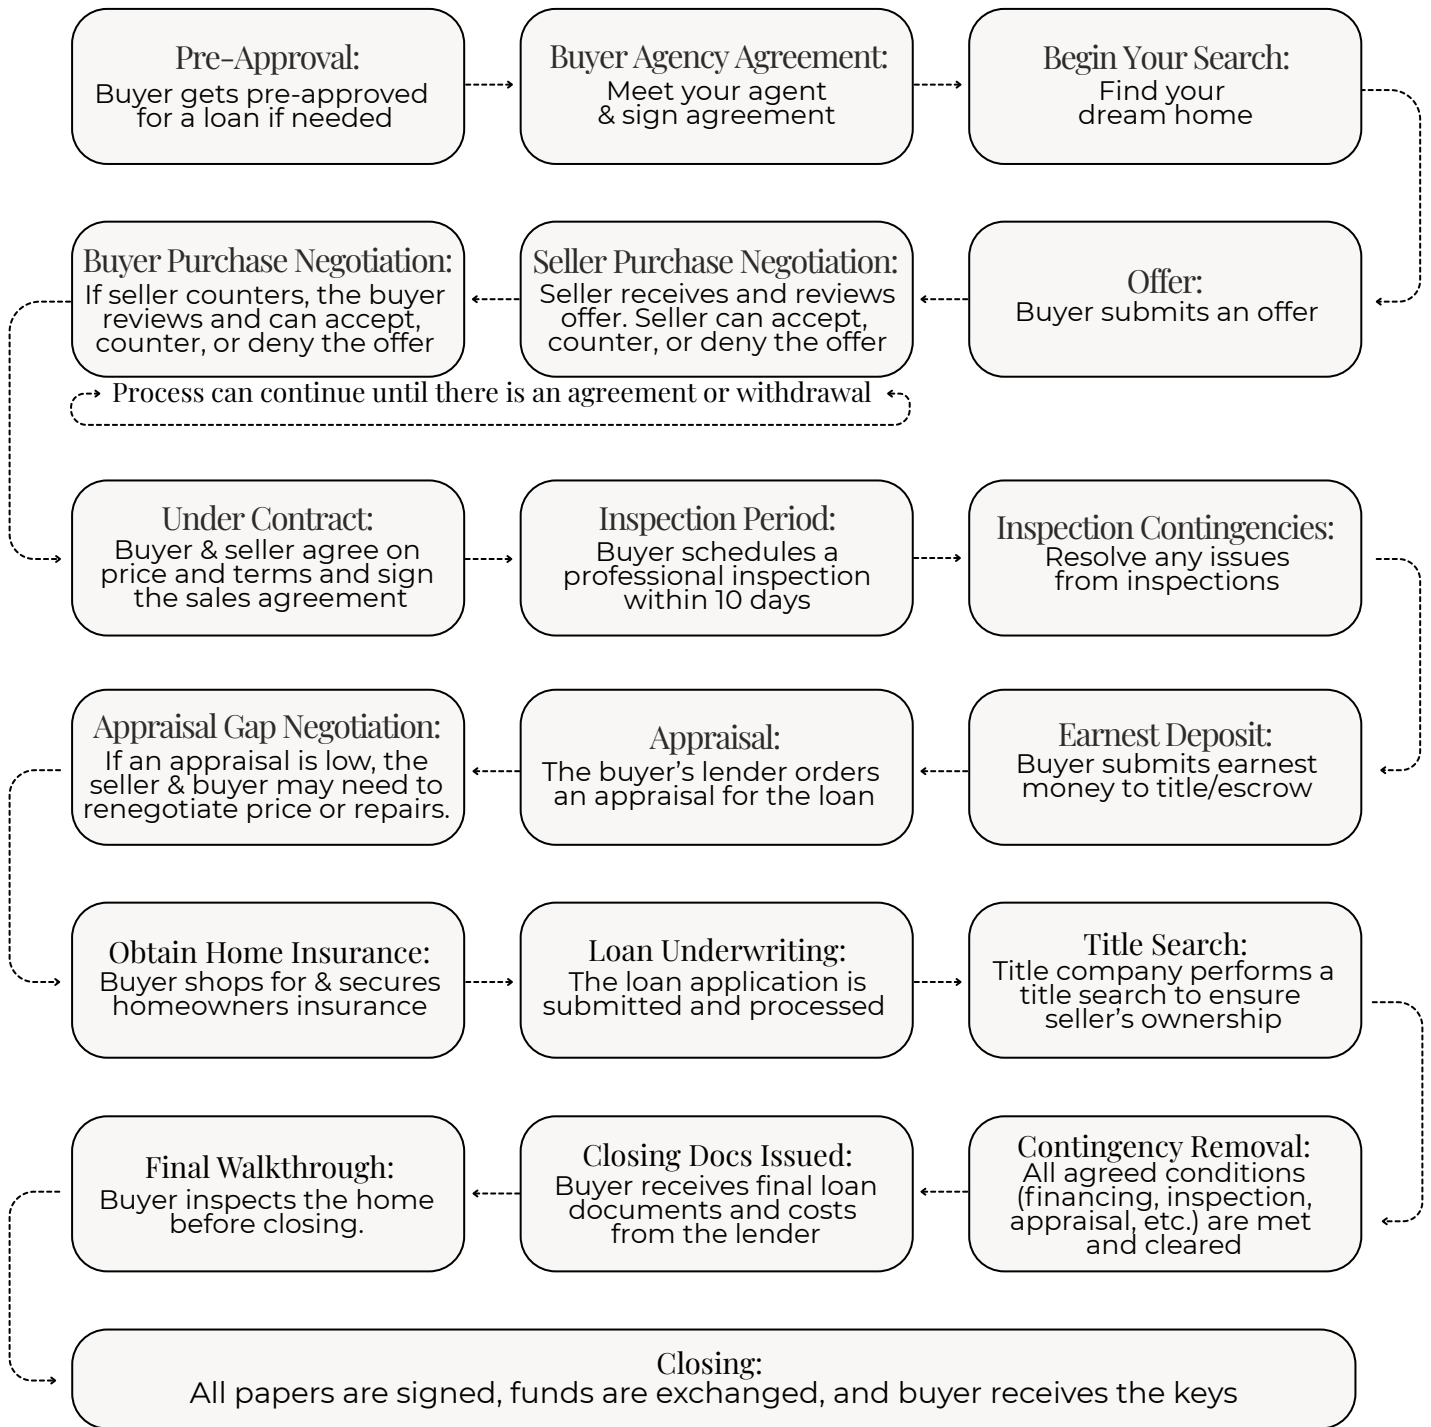 Pre-Approval:
Buyer gets pre-approved
for a loan if needed
Buyer Agency Agreement:
Meet your agent
& sign agreement
Begin Your Search:
Find your
dream home
Offer:
Buyer submits an offer
Seller Purchase Negotiation:
Seller receives and reviews
offer. Seller can accept,
counter, or deny the offer
Buyer Purchase Negotiation:
If seller counters, the buyer
reviews and can accept,
counter, or deny the offer
Process can continue until there is an agreement or withdrawal
Under Contract:
Buyer & seller agree on
price and terms and sign
the sales agreement
Inspection Period:
Buyer schedules a
professional inspection
within 10 days
Inspection Contingencies:
Resolve any issues
from inspections
Earnest Deposit:
Buyer submits earnest
money to title/escrow
Appraisal:
The buyer’s lender orders
an appraisal for the loan
Appraisal Gap Negotiation:
If an appraisal is low, the
seller & buyer may need to
renegotiate price or repairs.
Obtain Home Insurance:
Buyer shops for & secures
homeowners insurance
Loan Underwriting:
The loan application is
submitted and processed
Title Search:
Title company performs a
title search to ensure
seller’s ownership
Contingency Removal:
All agreed conditions
(financing, inspection,
appraisal, etc.) are met
and cleared
Closing Docs Issued:
Buyer receives final loan
documents and costs
from the lender
Final Walkthrough:
Buyer inspects the home
before closing.
Closing:
All papers are signed, funds are exchanged, and buyer receives the keys